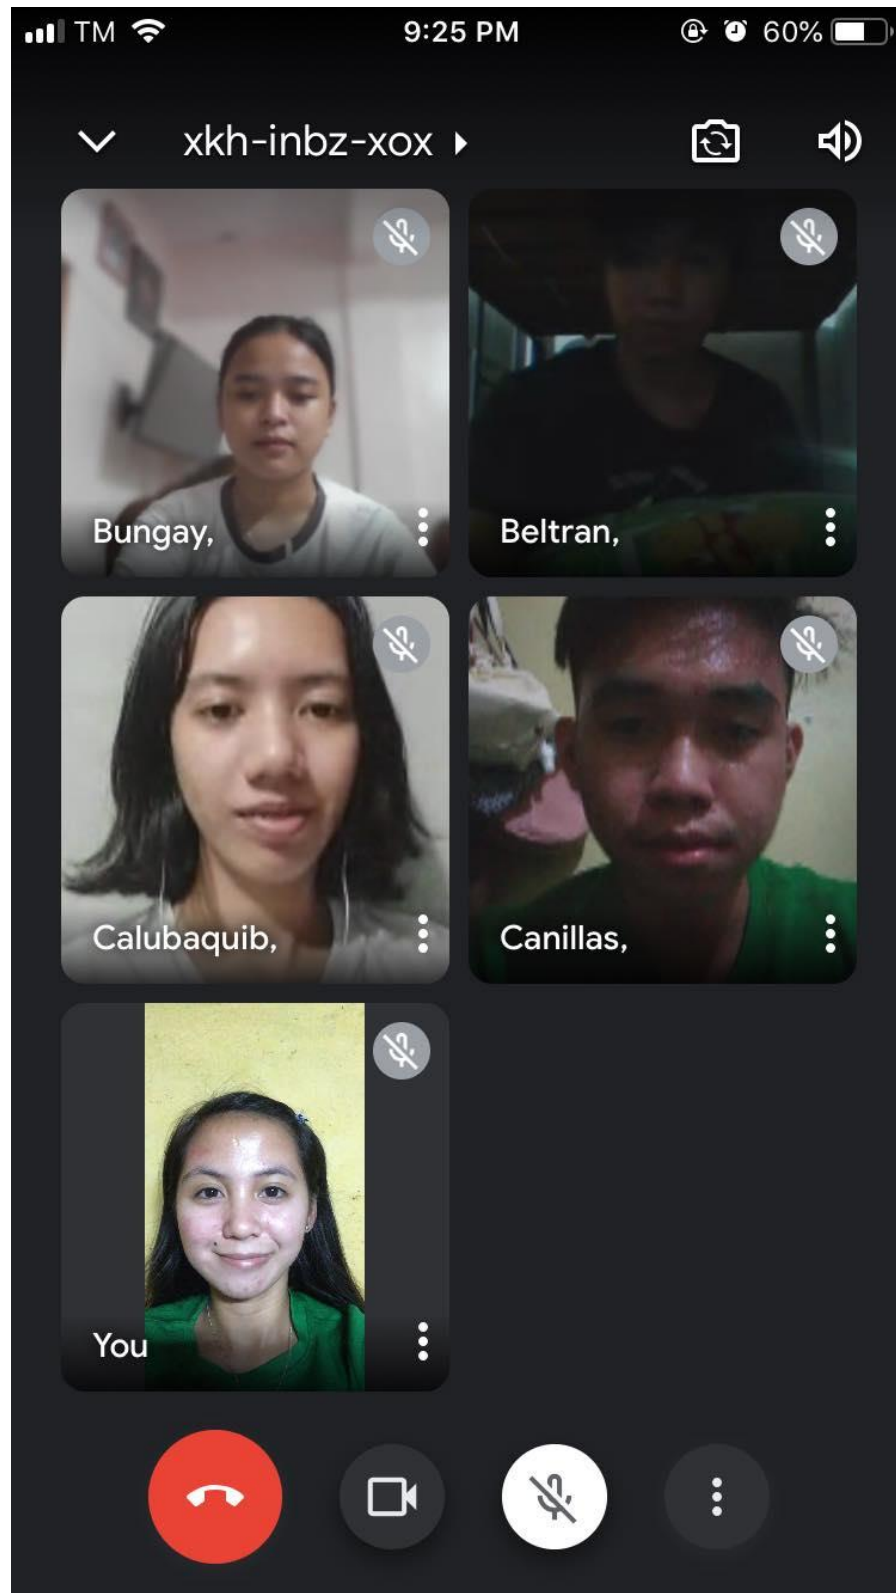 TM 9:25 PM 60%
xkh-inbz-xox
Bungay, Beltran,
Calubaquib, Canillas,
You